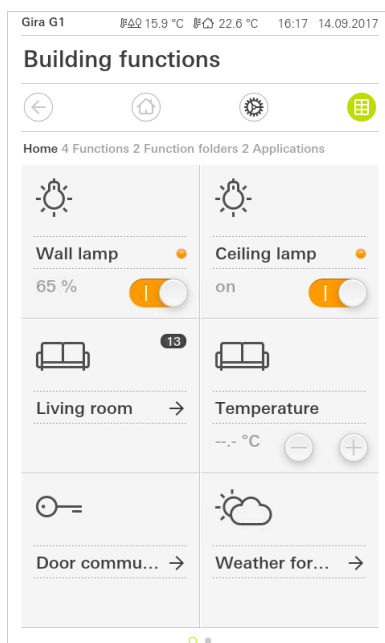 Gira G1 15.9 °C 22.6 °C 16:17 14.09.2017
Building functions
Home 4 Functions 2 Function folders 2 Applications
Wall lamp
Ceiling lamp
65 %
on
13
Living room
Temperature
--.- °C
Door commu...
Weather for...